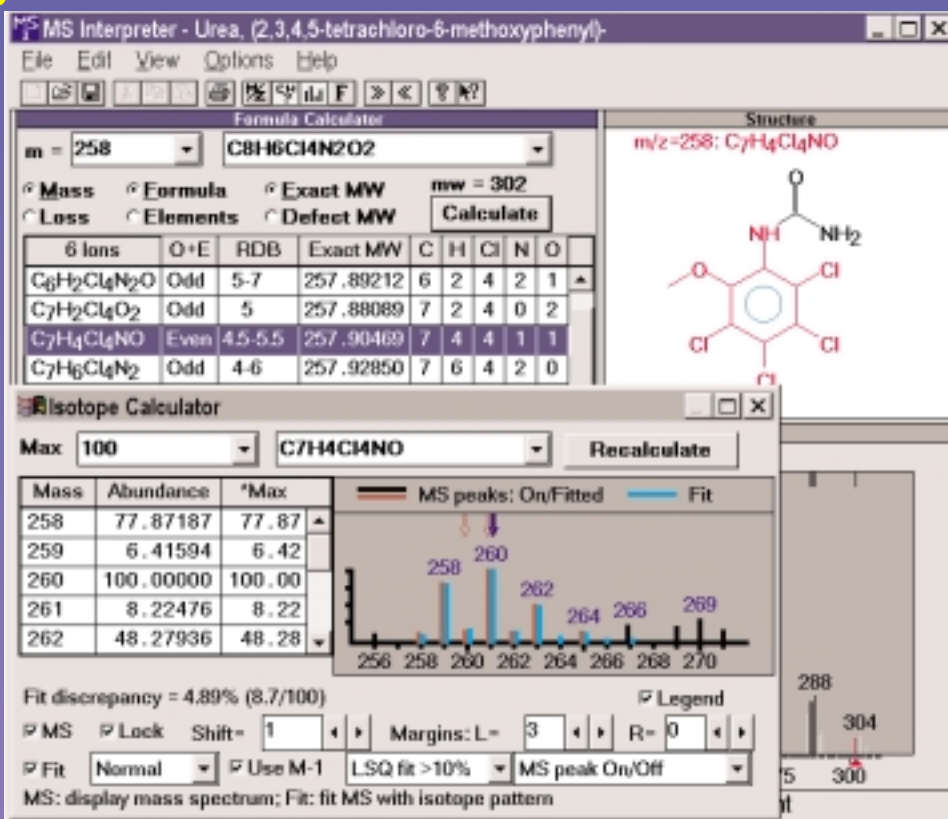 MS Interpreter - Urea, (2,3,4,5-tetrachloro-6-methoxyphenyl)-
File Edit View Options Help
Formula Calculator
m = 258 C8H6Cl4N2O2
Mass Formula Exact MW mw = 302
Loss Elements Defect MW Calculate
6 Ions O+E RDB Exact MW C H Cl N O
C6H2Cl4N2O Odd 5-7 257.89212 6 2 4 2 1
C7H2Cl4O2 Odd 5 257.88089 7 2 4 0 2
C7H4Cl4NO Even 4.5-5.5 257.90469 7 4 4 1 1
C7H6Cl4N2 Odd 4-6 257.92850 7 6 4 2 0
Structure
m/z=258: C7H4Cl4NO
O
NH NH2
O Cl
Cl Cl
Cl
Isotope Calculator
Max 100 C7H4Cl4NO Recalculate
Mass Abundance *Max
258 77.87187 77.87
259 6.41594 6.42
260 100.00000 100.00
261 8.22476 8.22
262 48.27936 48.28
MS peaks: On/Fitted Fit
258 260 262 264 266 269
256 258 260 262 264 266 268 270
Fit discrepancy = 4.89% (8.7/100) Legend
MS Lock Shift= 1 Margins: L= 3 R= 0
Fit Normal Use M-1 LSQ fit >10% MS peak On/Off
MS: display mass spectrum; Fit: fit MS with isotope pattern
288
304
300